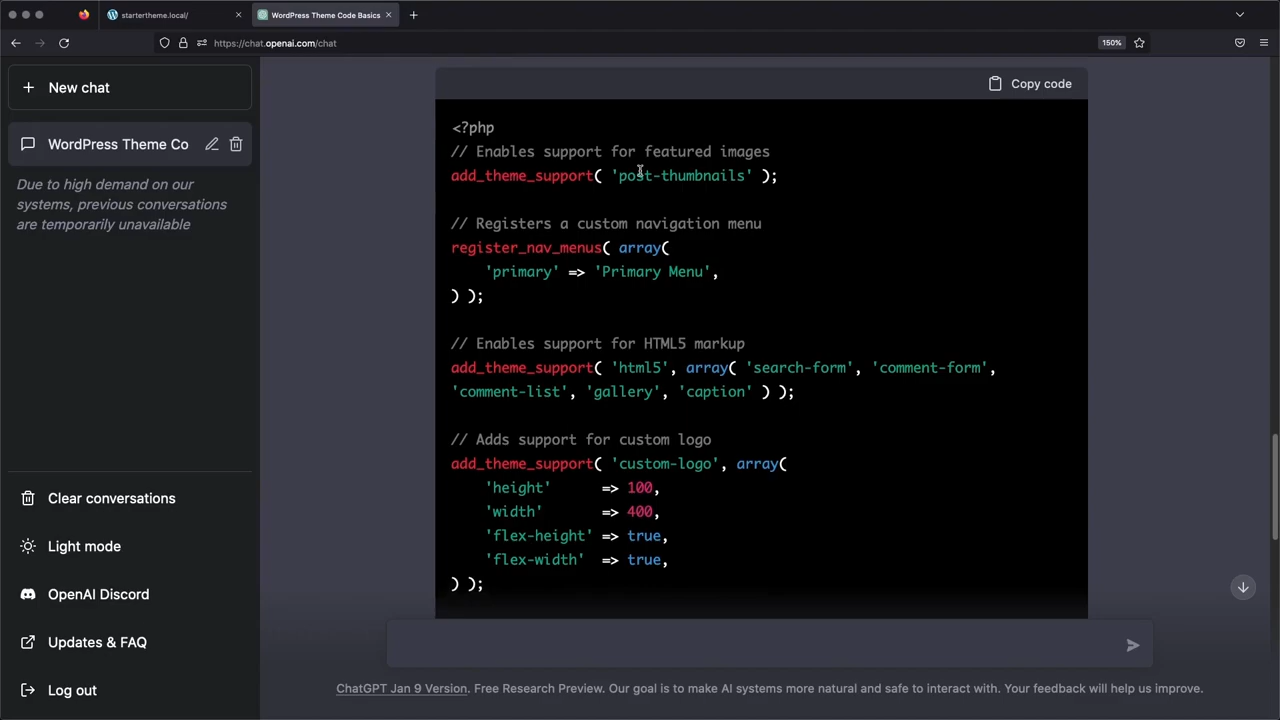 startertheme.local/
WordPress Theme Code Basics
https://chat.openai.com/chat
150%
New chat
WordPress Theme Co
Due to high demand on our
systems, previous conversations
are temporarily unavailable
Clear conversations
Light mode
OpenAI Discord
Updates & FAQ
Log out
Copy code
<?php
// Enables support for featured images
add_theme_support( 'post-thumbnails' );
// Registers a custom navigation menu
register_nav_menus( array(
    'primary' => 'Primary Menu',
) );
// Enables support for HTML5 markup
add_theme_support( 'html5', array( 'search-form', 'comment-form',
'comment-list', 'gallery', 'caption' ) );
// Adds support for custom logo
add_theme_support( 'custom-logo', array(
    'height'      => 100,
    'width'       => 400,
    'flex-height' => true,
    'flex-width'  => true,
) );
ChatGPT Jan 9 Version. Free Research Preview. Our goal is to make AI systems more natural and safe to interact with. Your feedback will help us improve.